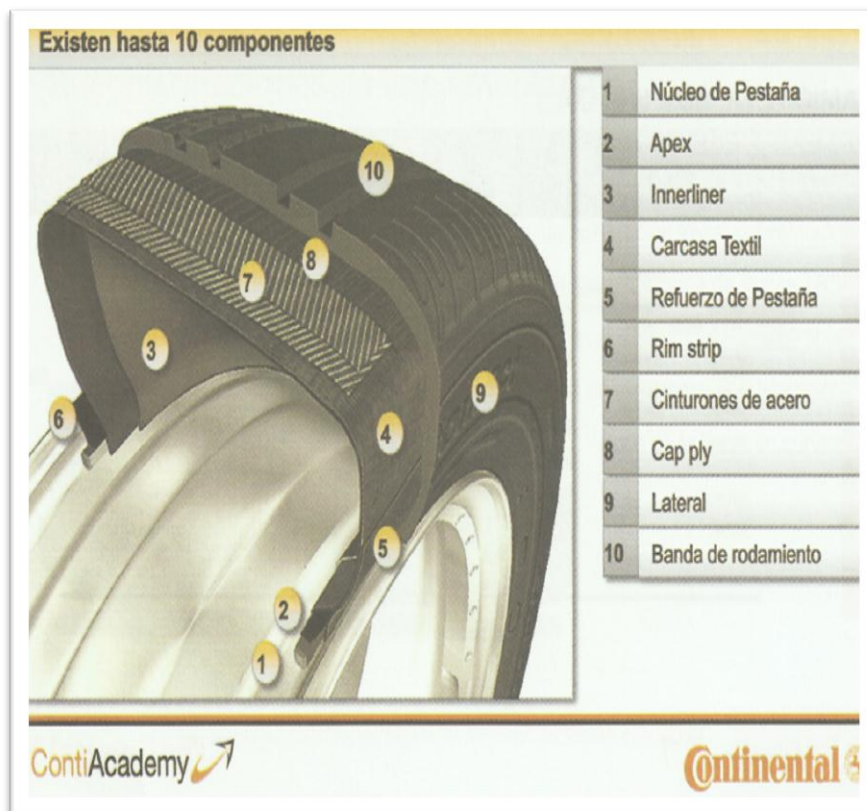 Existen hasta 10 componentes
1 Núcleo de Pestaña
2 Apex
3 Innerliner
4 Carcasa Textil
5 Refuerzo de Pestaña
6 Rim strip
7 Cinturones de acero
8 Cap ply
9 Lateral
10 Banda de rodamiento
10
8
7
3
9
6
4
5
2
1
ContiAcademy
Continental